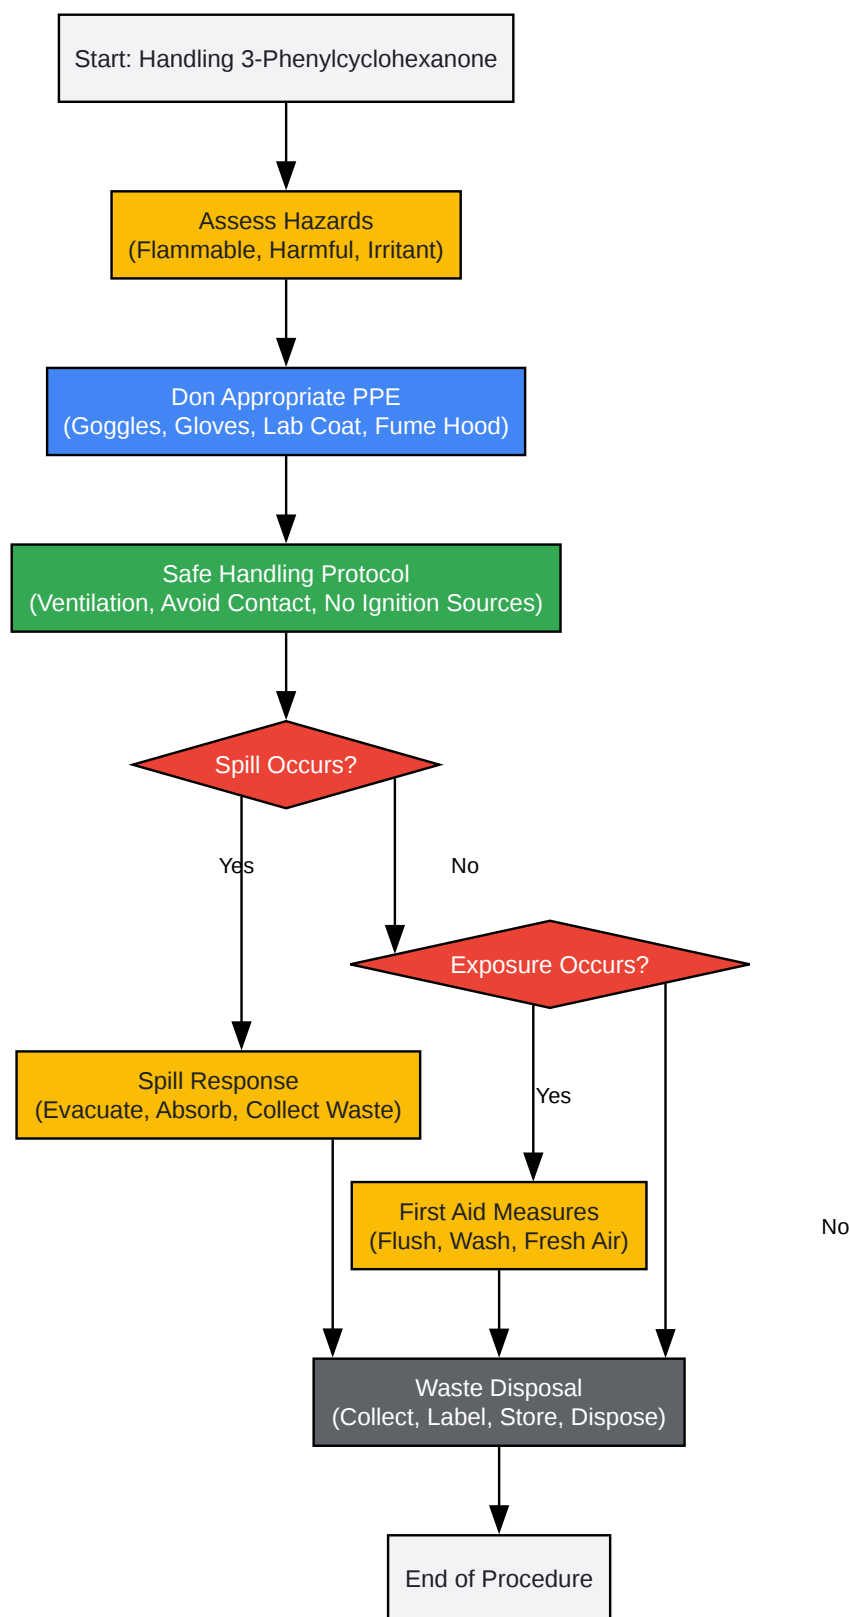 Start: Handling 3-Phenylcyclohexanone
Assess Hazards
(Flammable, Harmful, Irritant)
Don Appropriate PPE
(Goggles, Gloves, Lab Coat, Fume Hood)
Safe Handling Protocol
(Ventilation, Avoid Contact, No Ignition Sources)
Spill Occurs?
Yes
No
Exposure Occurs?
Spill Response
(Evacuate, Absorb, Collect Waste)
Yes
First Aid Measures
(Flush, Wash, Fresh Air)
No
Waste Disposal
(Collect, Label, Store, Dispose)
End of Procedure